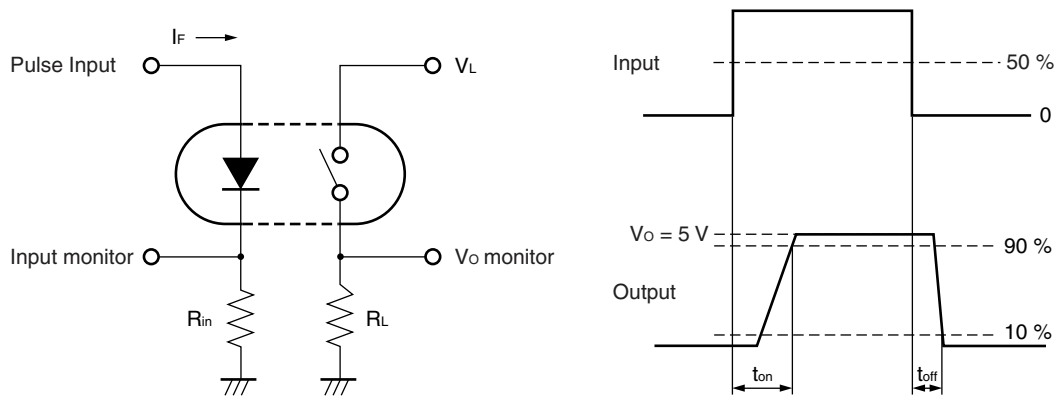 IF
Pulse Input
VL
Input monitor
VO monitor
Rin
RL
Input
50 %
0
VO = 5 V
90 %
Output
10 %
ton
toff